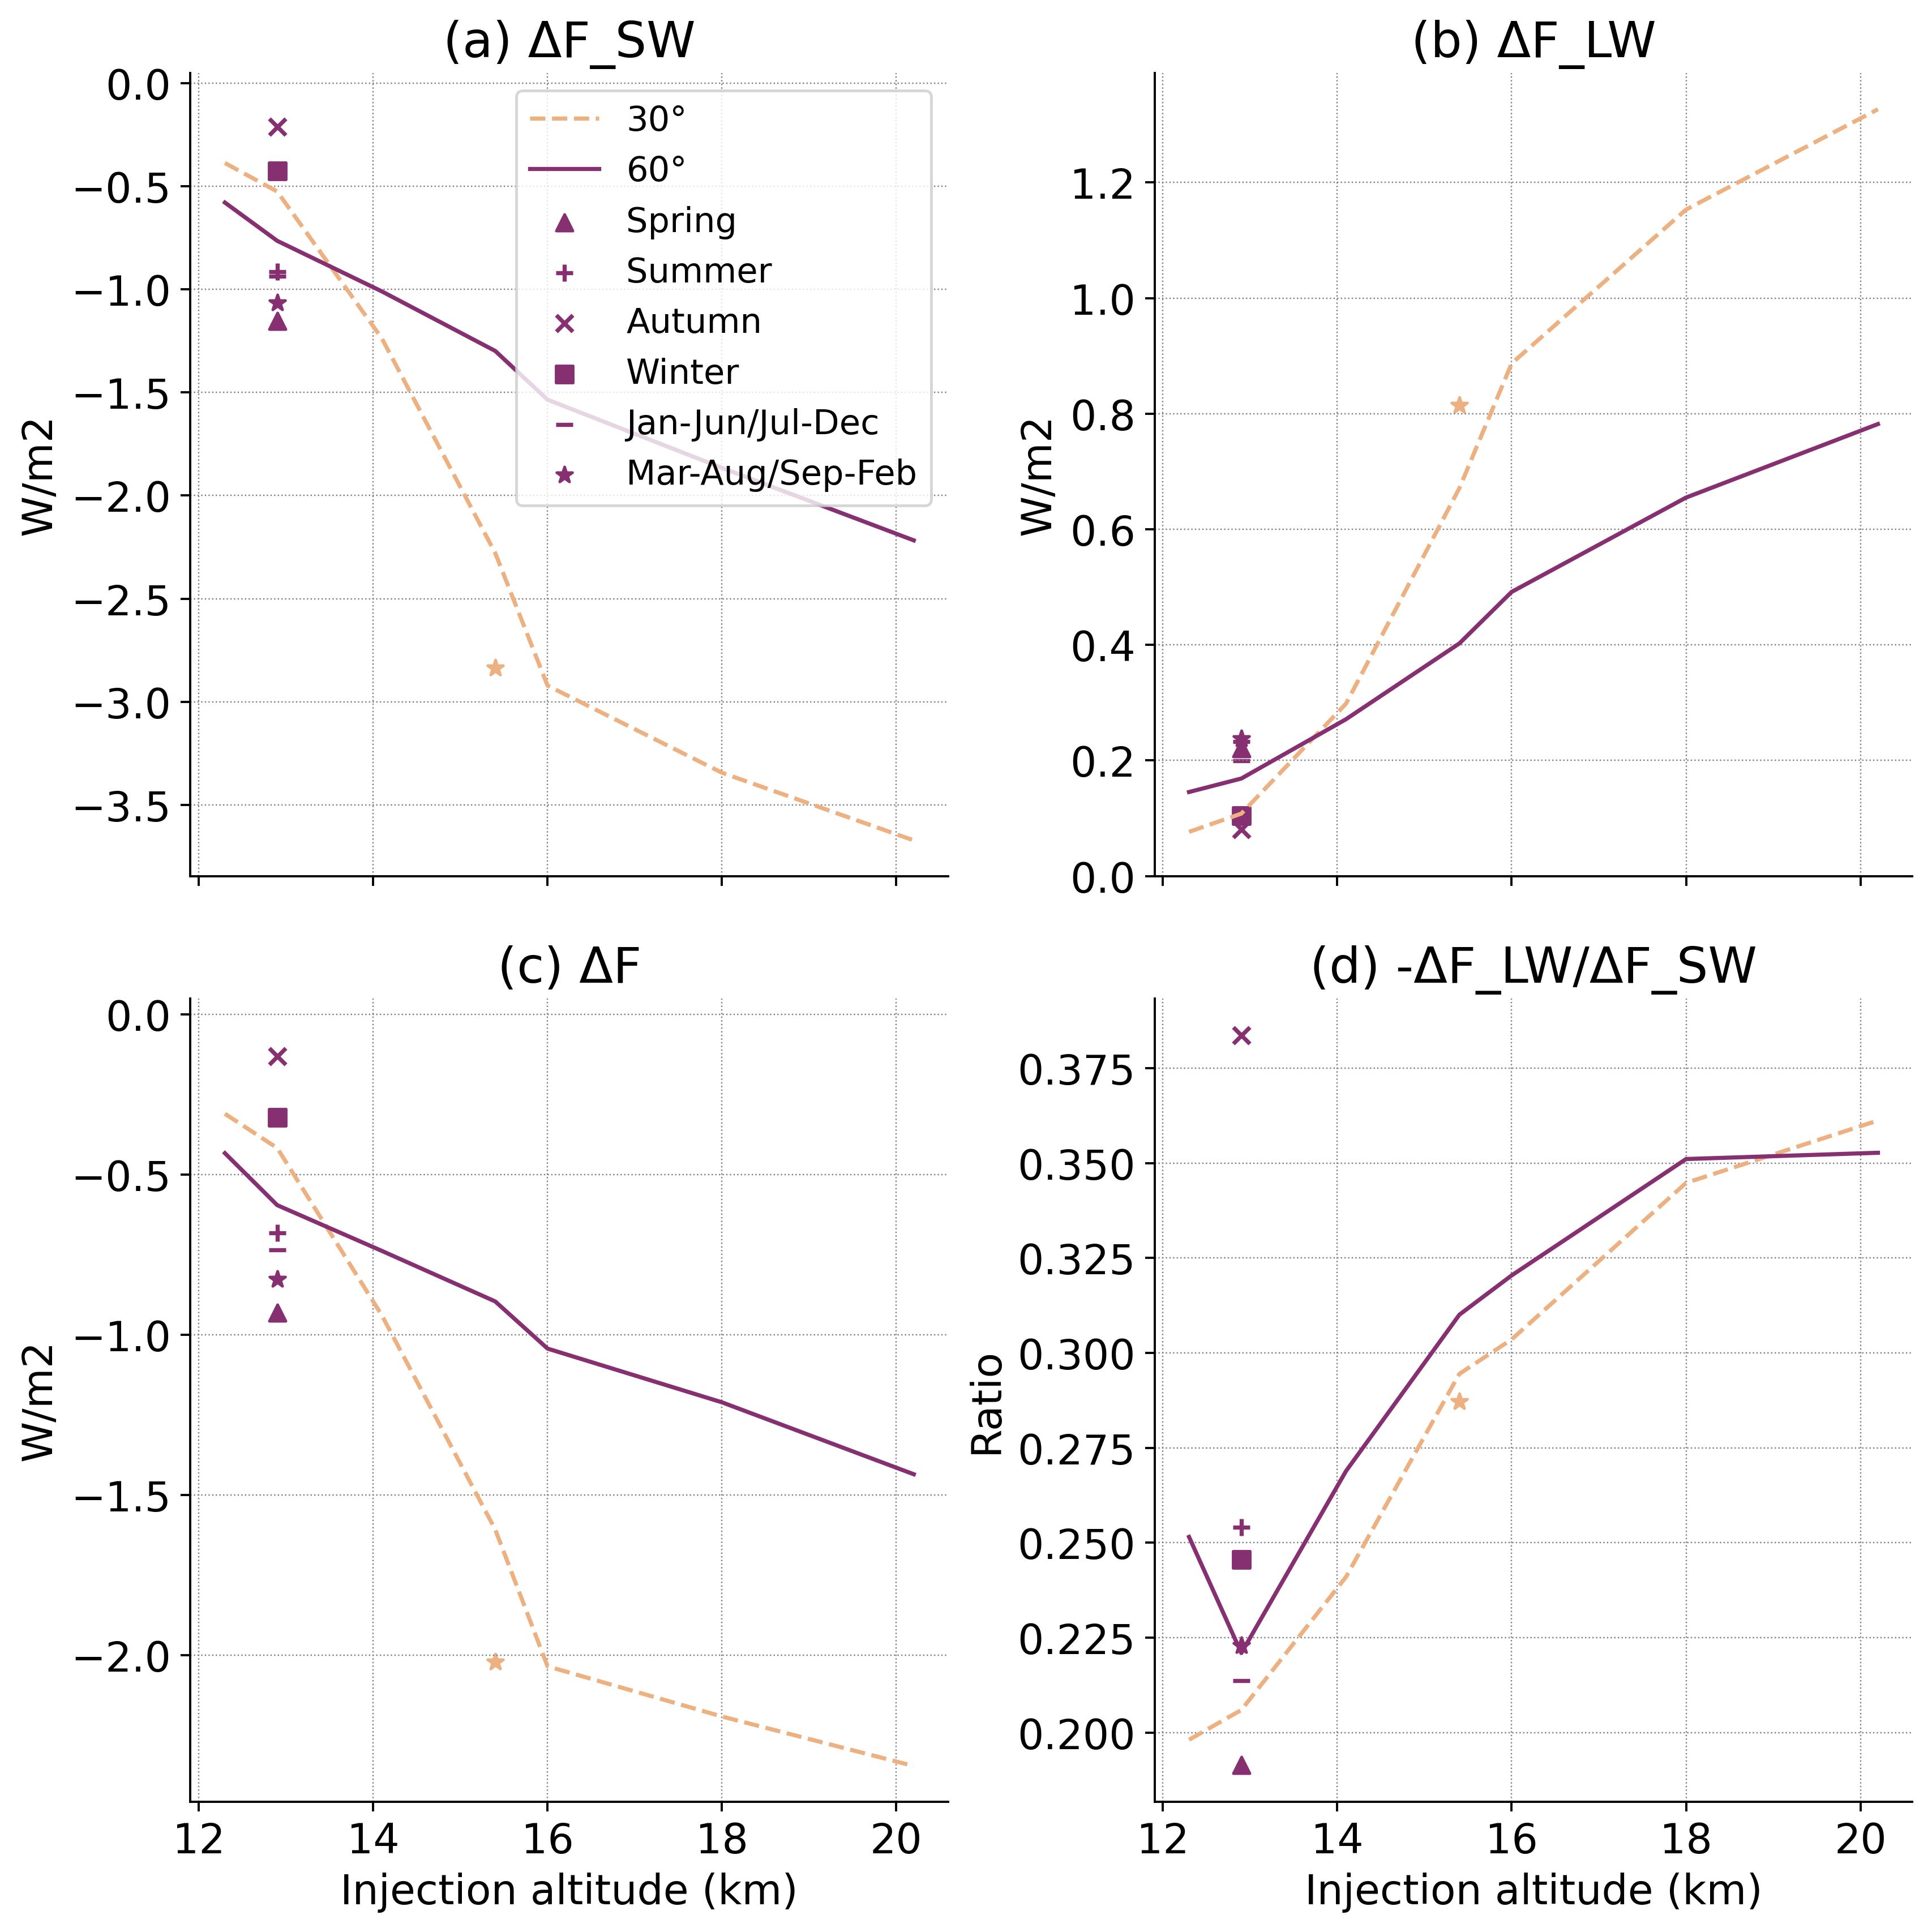 (a) ΔF_SW
0.0
−0.5
−1.0
−1.5
−2.0
−2.5
−3.0
−3.5
W/m2
30°
60°
Spring
Summer
Autumn
Winter
Jan-Jun/Jul-Dec
Mar-Aug/Sep-Feb
(b) ΔF_LW
1.2
1.0
0.8
0.6
0.4
0.2
0.0
W/m2
(c) ΔF
0.0
−0.5
−1.0
−1.5
−2.0
W/m2
12 14 16 18 20
Injection altitude (km)
(d) -ΔF_LW/ΔF_SW
0.375
0.350
0.325
0.300
0.275
0.250
0.225
0.200
Ratio
12 14 16 18 20
Injection altitude (km)